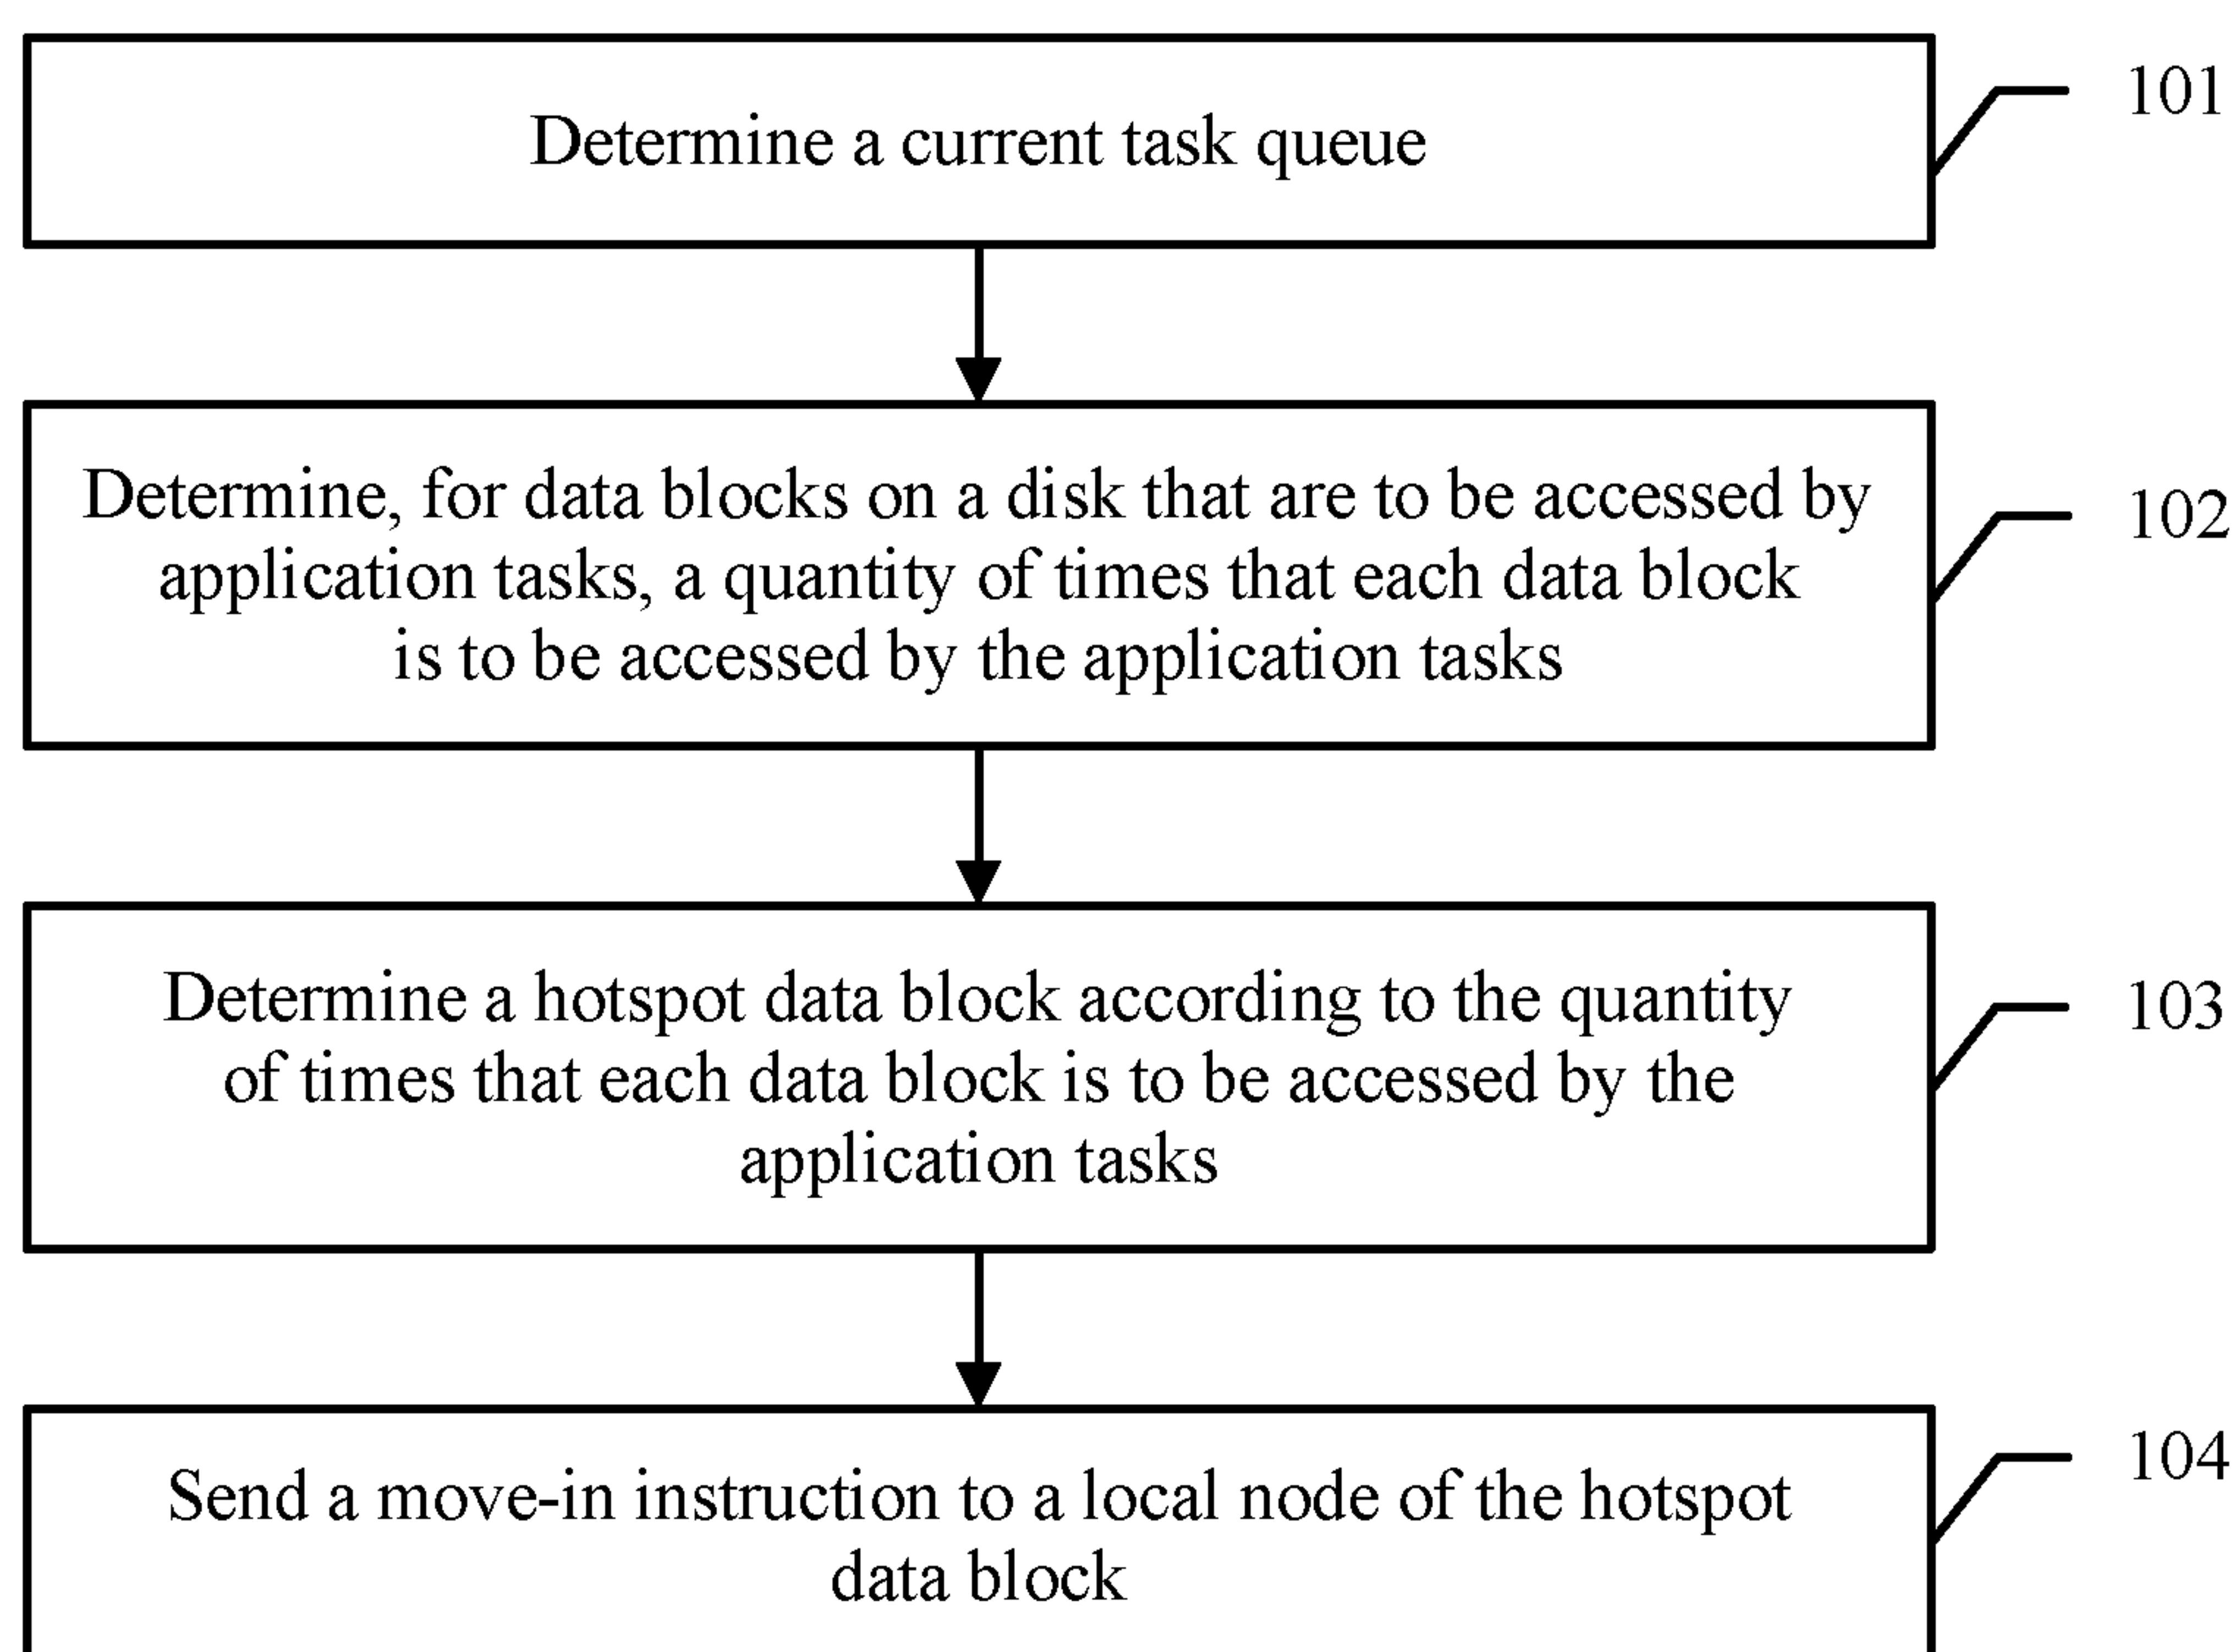 Determine a current task queue
101
Determine, for data blocks on a disk that are to be accessed by
application tasks, a quantity of times that each data block
is to be accessed by the application tasks
102
Determine a hotspot data block according to the quantity
of times that each data block is to be accessed by the
application tasks
103
Send a move-in instruction to a local node of the hotspot
data block
104